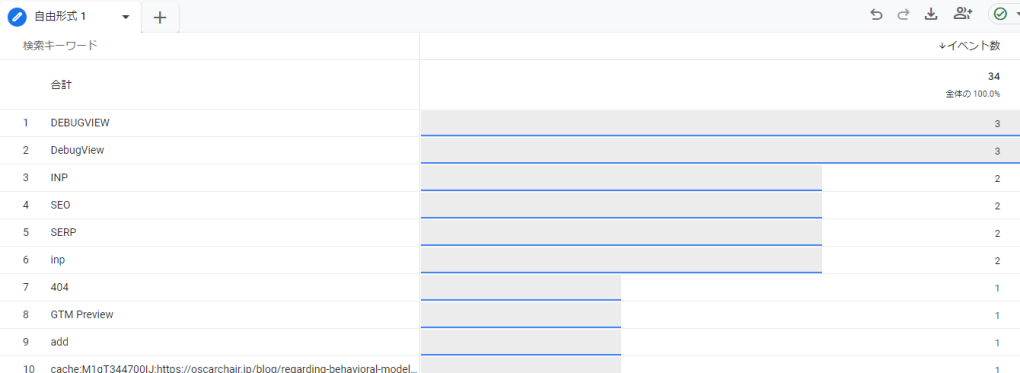 自由形式 1
検索キーワード
↓イベント数
合計
34
全体の 100.0%
1 DEBUGVIEW 3
2 DebugView 3
3 INP 2
4 SEO 2
5 SERP 2
6 inp 2
7 404 1
8 GTM Preview 1
9 add 1
10 cache:M1gT344700IJ:https://oscarchair.jp/blog/regarding-behavioral-model... 1